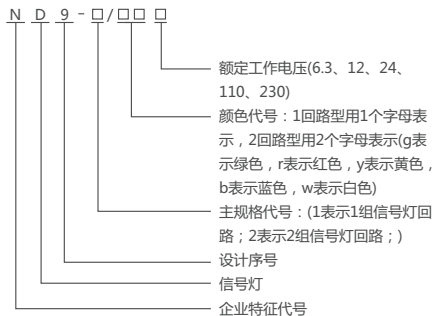 N D 9 - □ / □□ □
额定工作电压(6.3、12、24、
110、230)
颜色代号：1回路型用1个字母表
示，2回路型用2个字母表示(g表
示绿色，r表示红色，y表示黄色，
b表示蓝色，w表示白色)
主规格代号：(1表示1组信号灯回
路；2表示2组信号灯回路；)
设计序号
信号灯
企业特征代号